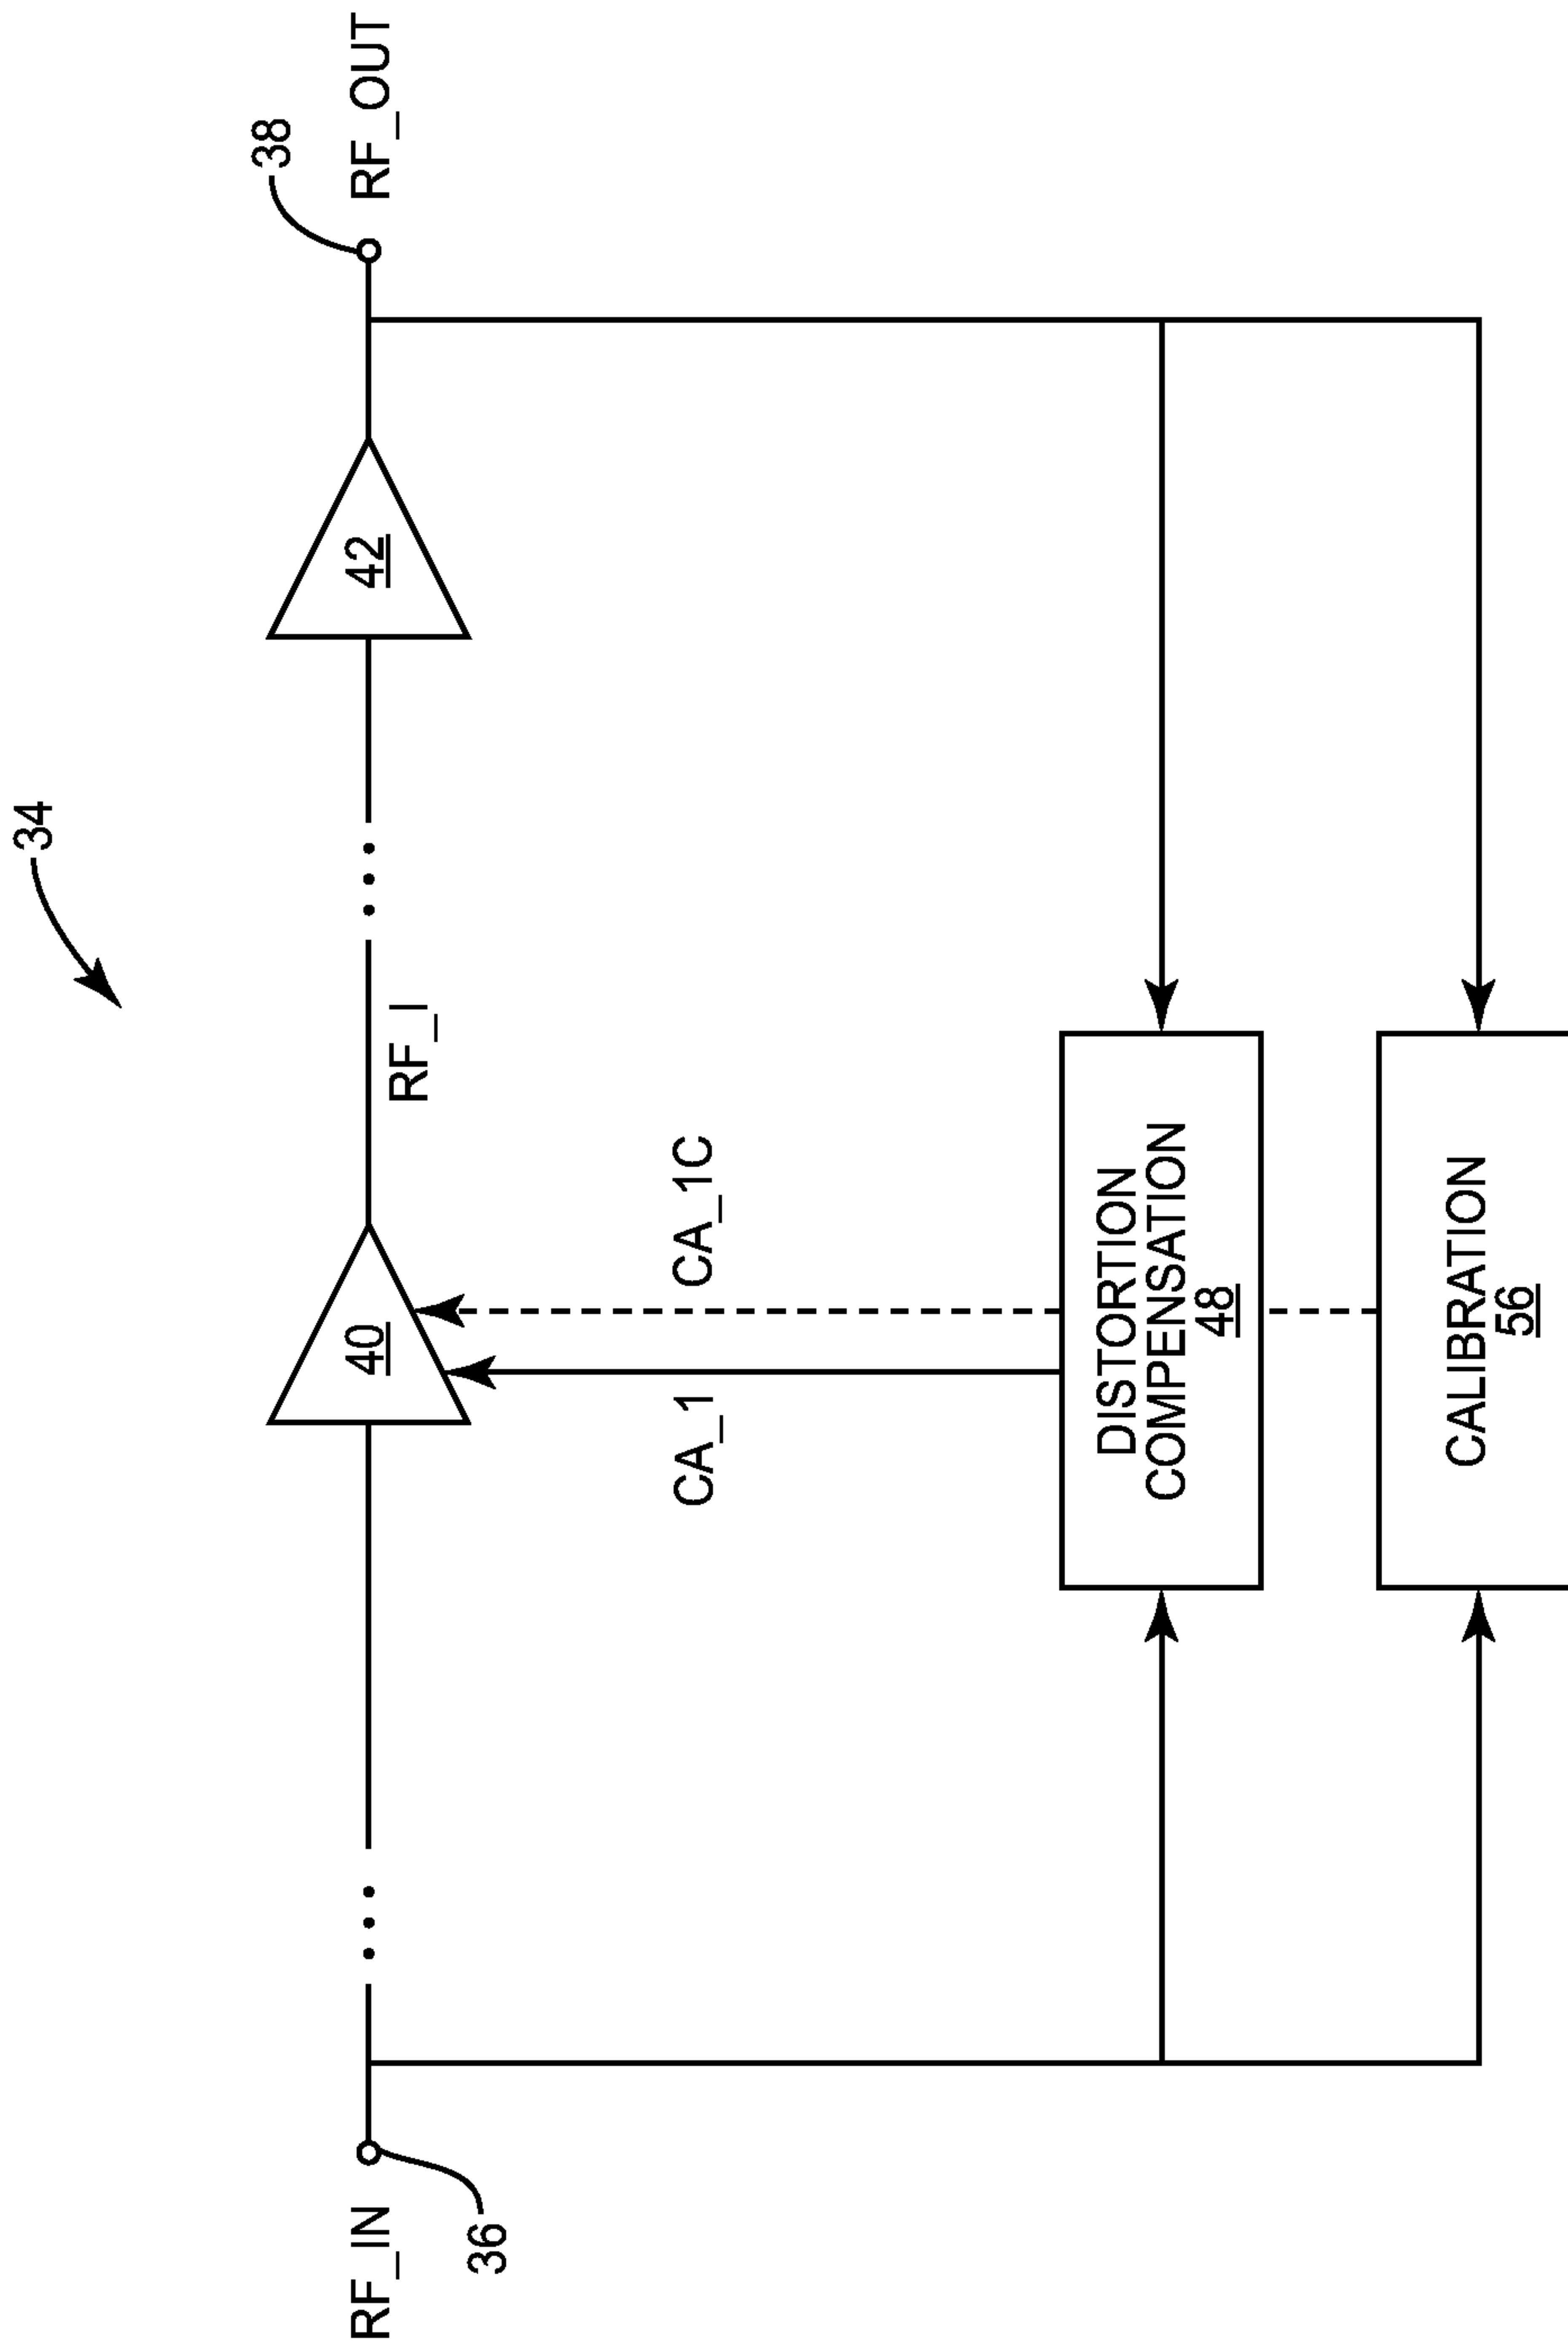 34
38
RF_IN
36
40
RF_I
42
RF_OUT
CA_1
CA_1C
DISTORTION
COMPENSATION
48
CALIBRATION
56